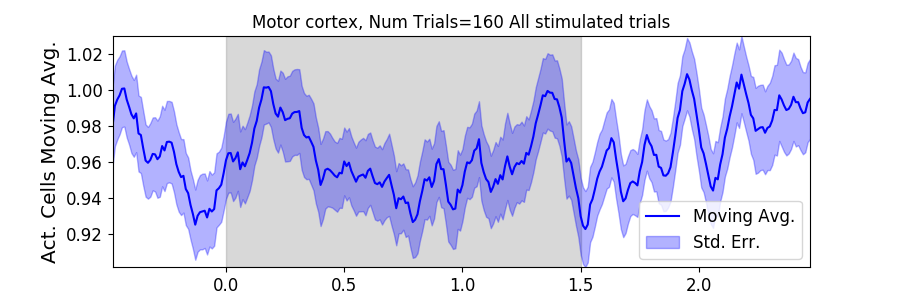 Motor cortex, Num Trials=160 All stimulated trials
Act. Cells Moving Avg.
1.02
1.00
0.98
0.96
0.94
0.92
0.0
0.5
1.0
1.5
2.0
Moving Avg.
Std. Err.